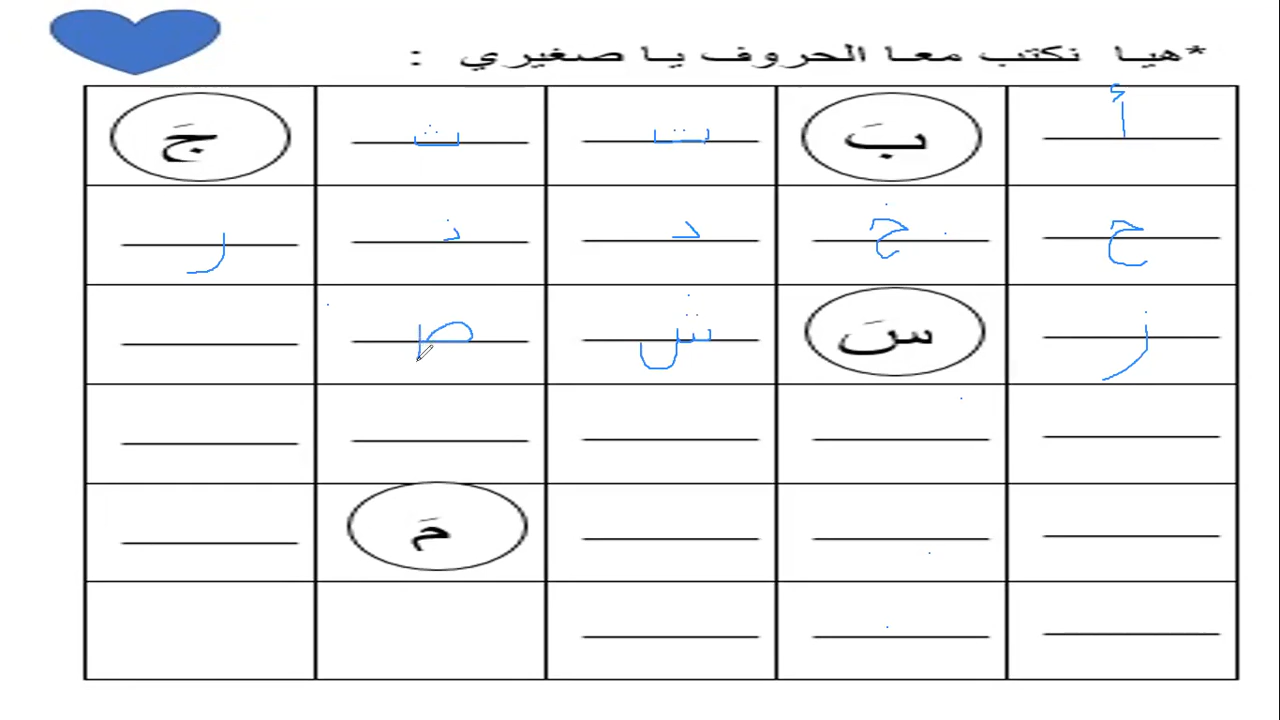 *هيا نكتب معا الحروف يا صغيري :
أ بَ ت ث جَ
ح خ د ذ ر
ز سَ ش ص
مَ